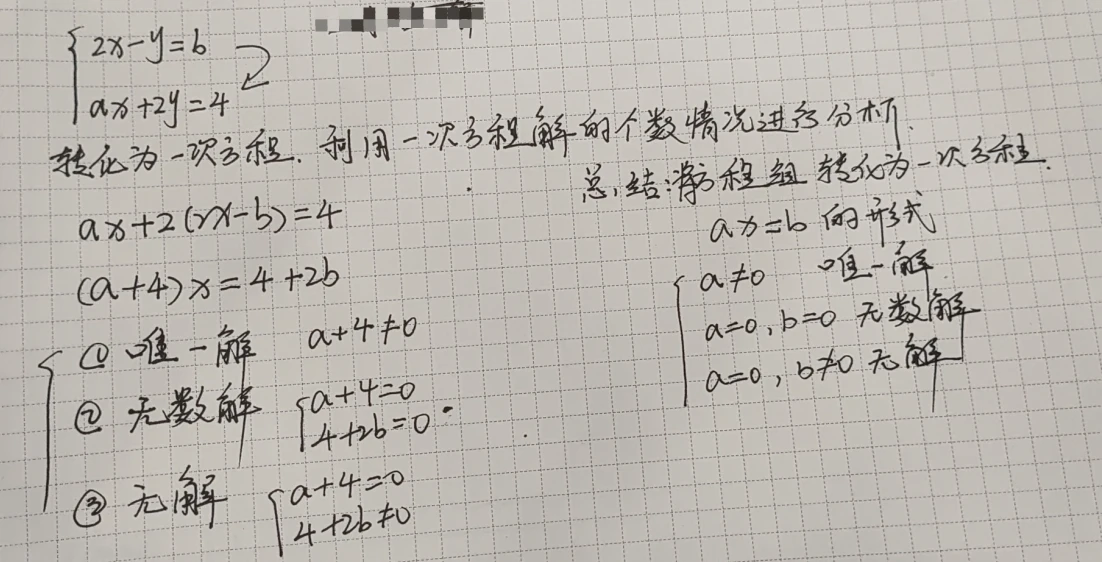 2x-y=b
ax+2y=4
转化为一次方程. 利用一次方程解的个数情况进行分析.
ax+2(2x-b)=4
(a+4)x=4+2b
① 唯一解 a+4≠0
② 无数解 a+4=0
4+2b=0
③ 无解 a+4=0
4+2b≠0
总结:将方程组转化为一次方程.
ax=b 的形式
a≠0 唯一解
a=0,b=0 无数解
a=0,b≠0 无解